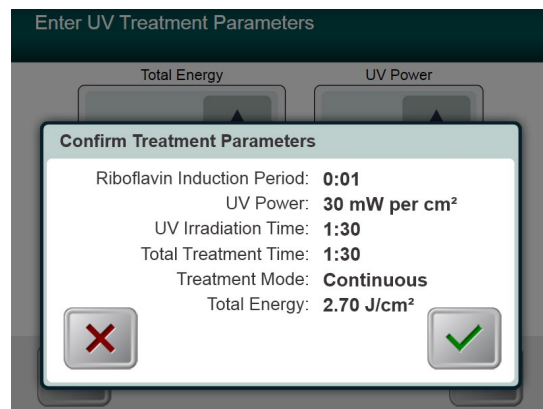 Enter UV Treatment Parameters
Total Energy UV Power
Confirm Treatment Parameters
Riboflavin Induction Period: 0:01
UV Power: 30 mW per cm²
UV Irradiation Time: 1:30
Total Treatment Time: 1:30
Treatment Mode: Continuous
Total Energy: 2.70 J/cm²